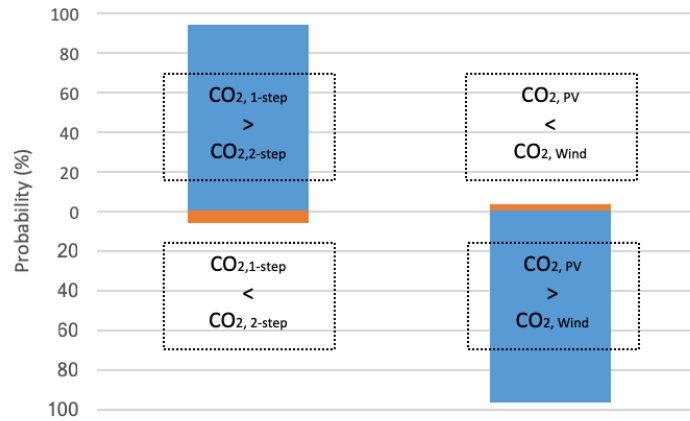 Probability (%)
100
80
60
40
20
0
20
40
60
80
100
CO2, 1-step
>
CO2,2-step
CO2, PV
<
CO2, Wind
CO2,1-step
<
CO2, 2-step
CO2, PV
>
CO2, Wind